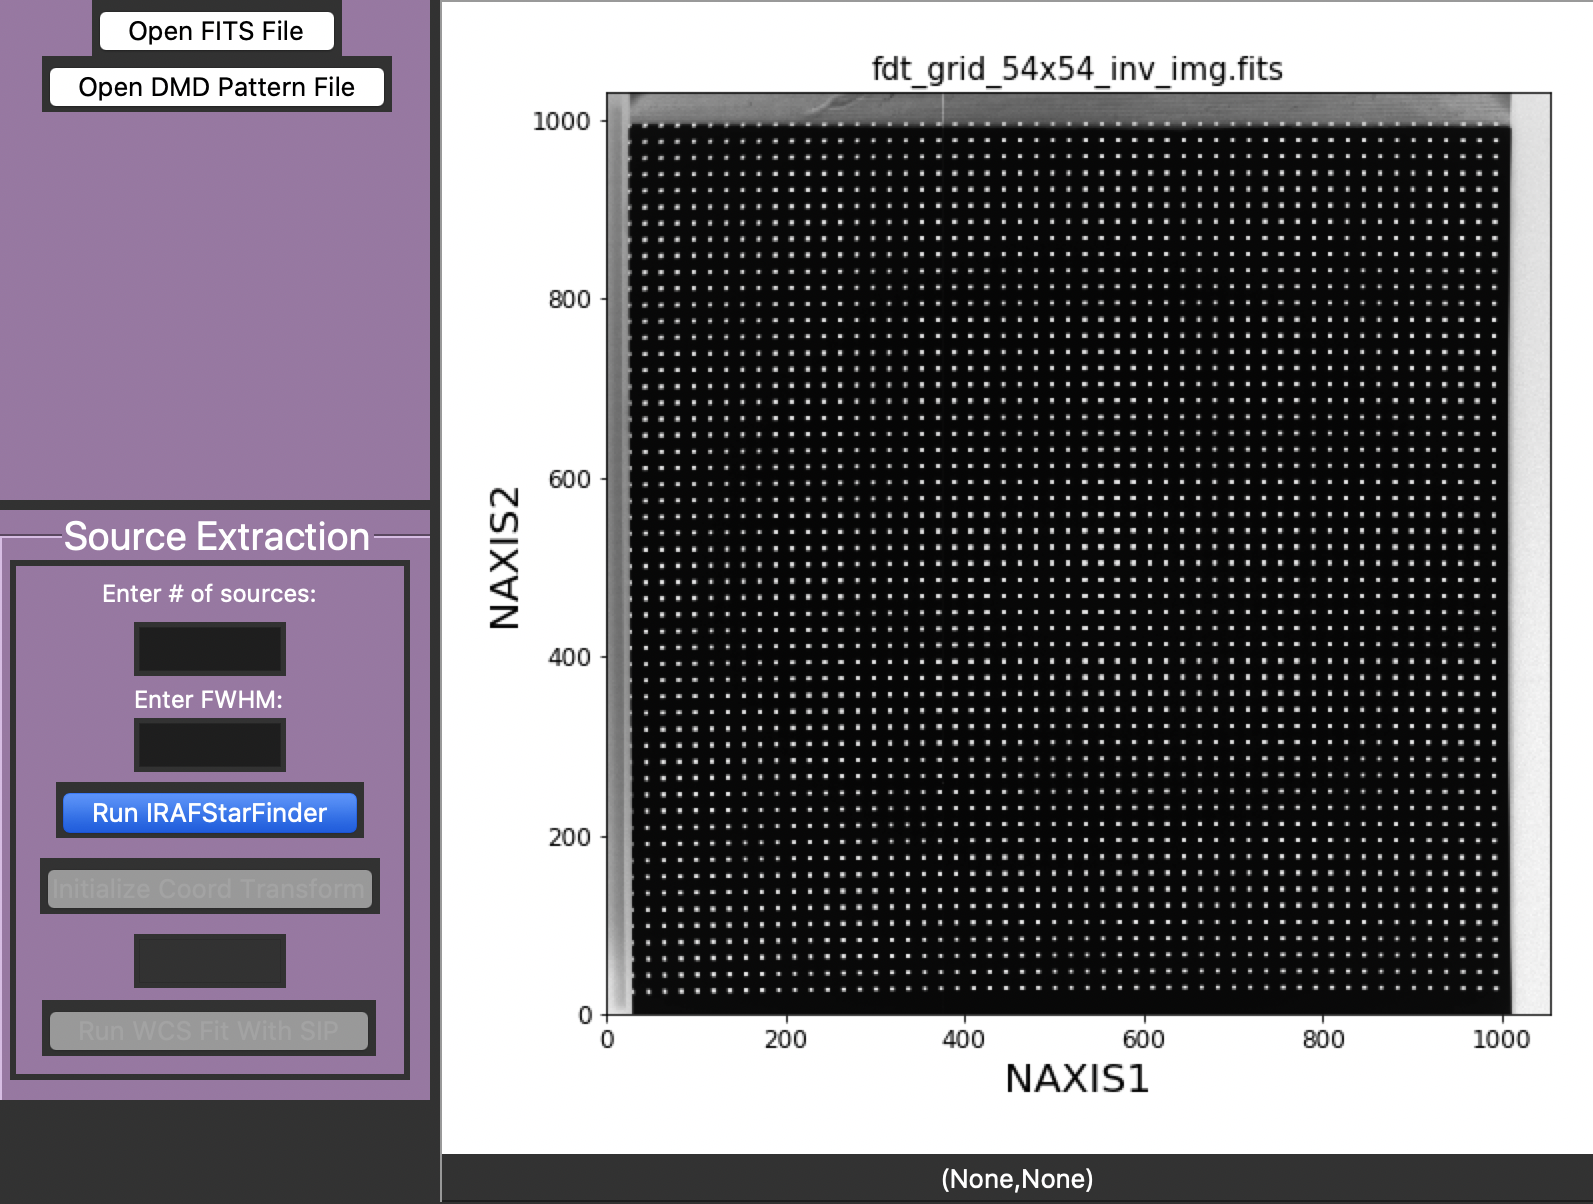 Open FITS File
Open DMD Pattern File
Source Extraction
Enter # of sources:
Enter FWHM:
Run IRAFStarFinder
Initialize Coord Transform
Run WCS Fit With SIP
fdt_grid_54x54_inv_img.fits
1000
800
600
400
200
0
NAXIS2
0 200 400 600 800 1000
NAXIS1
(None,None)